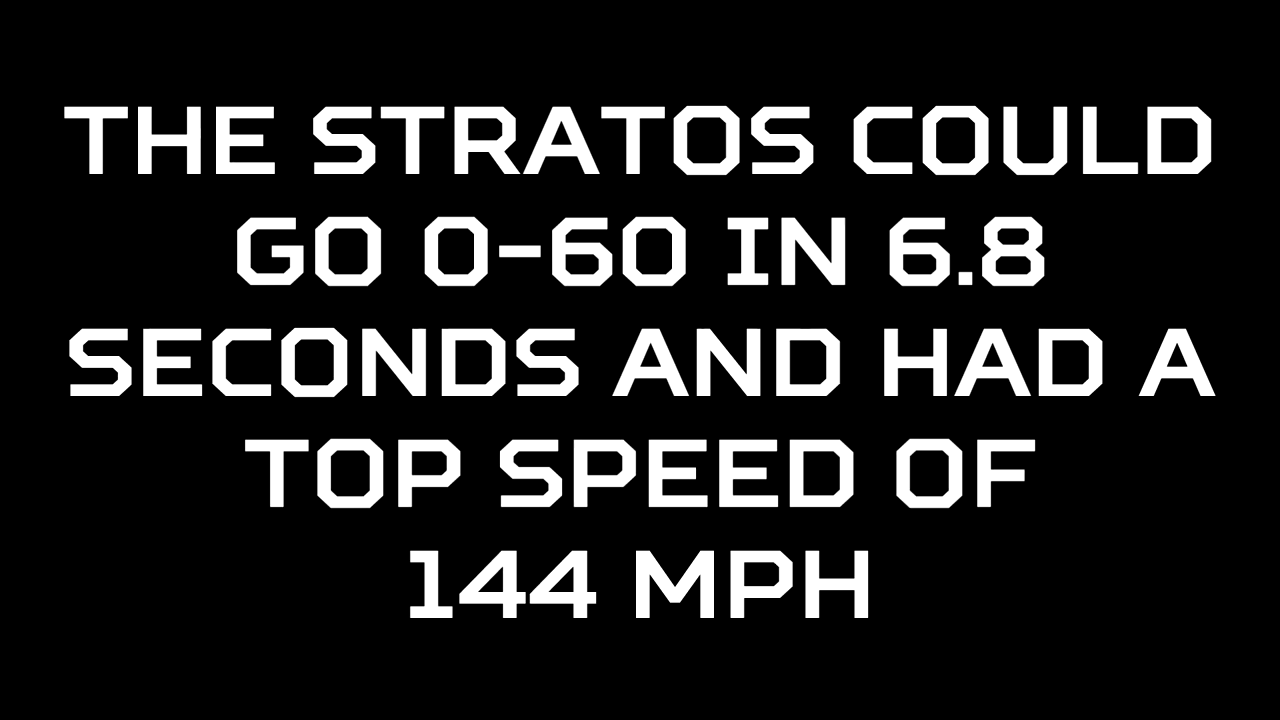 THE STRATOS COULD
GO 0-60 IN 6.8
SECONDS AND HAD A
TOP SPEED OF
144 MPH